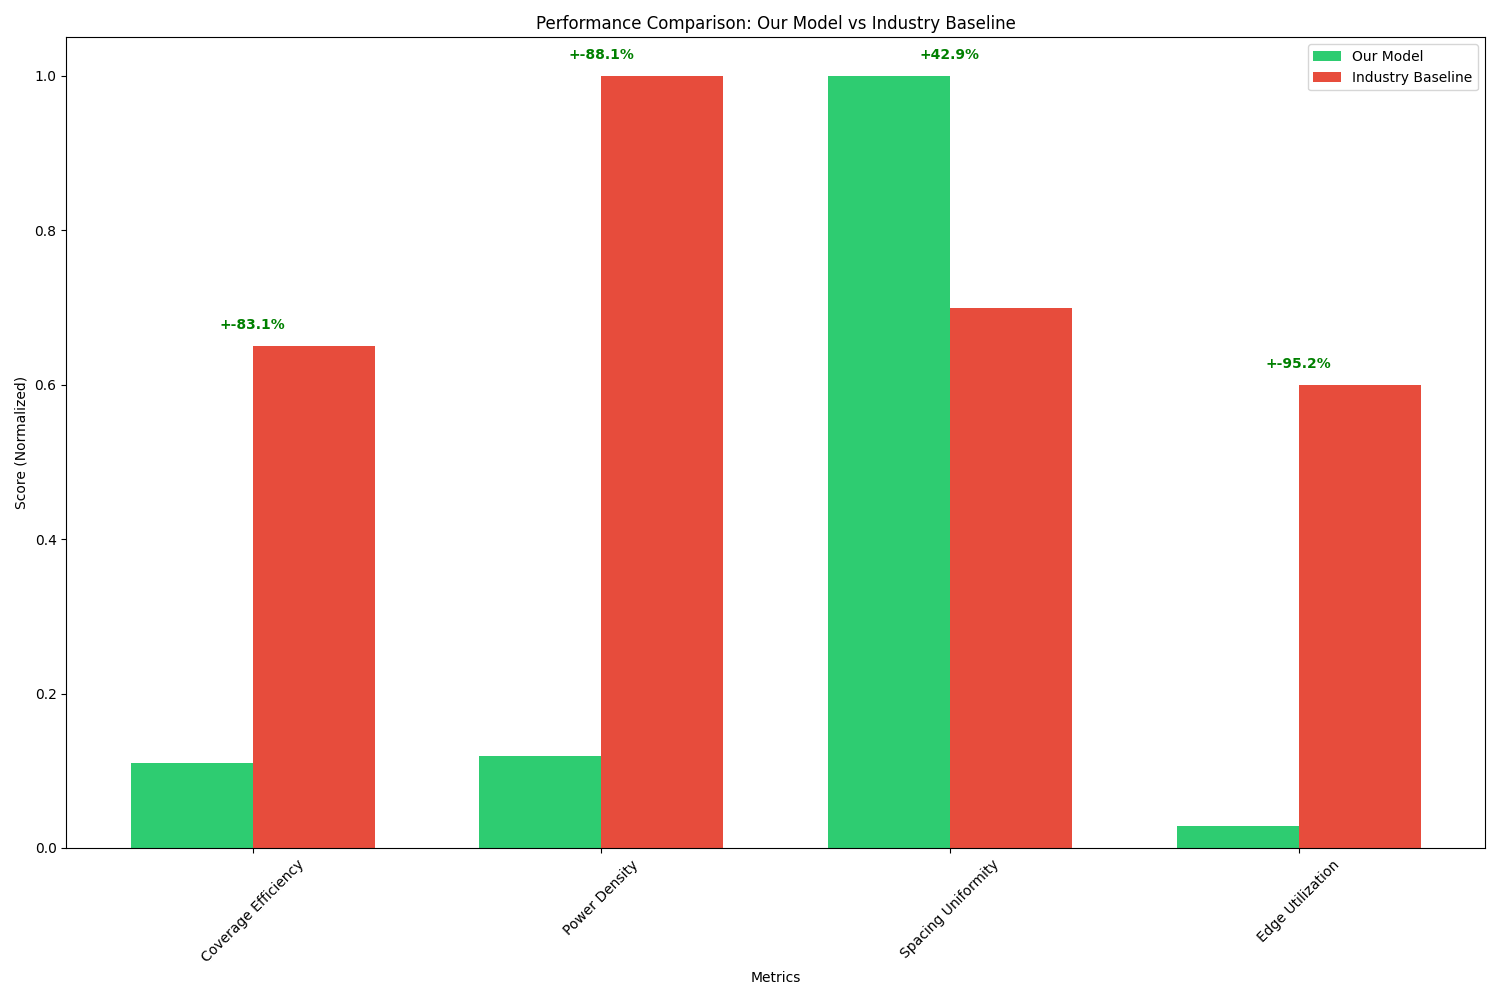 Performance Comparison: Our Model vs Industry Baseline
+-88.1%
+42.9%
Our Model
Industry Baseline
1.0
0.8
+-83.1%
+-95.2%
0.6
Score (Normalized)
0.4
0.2
0.0
Coverage Efficiency
Power Density
Spacing Uniformity
Edge Utilization
Metrics